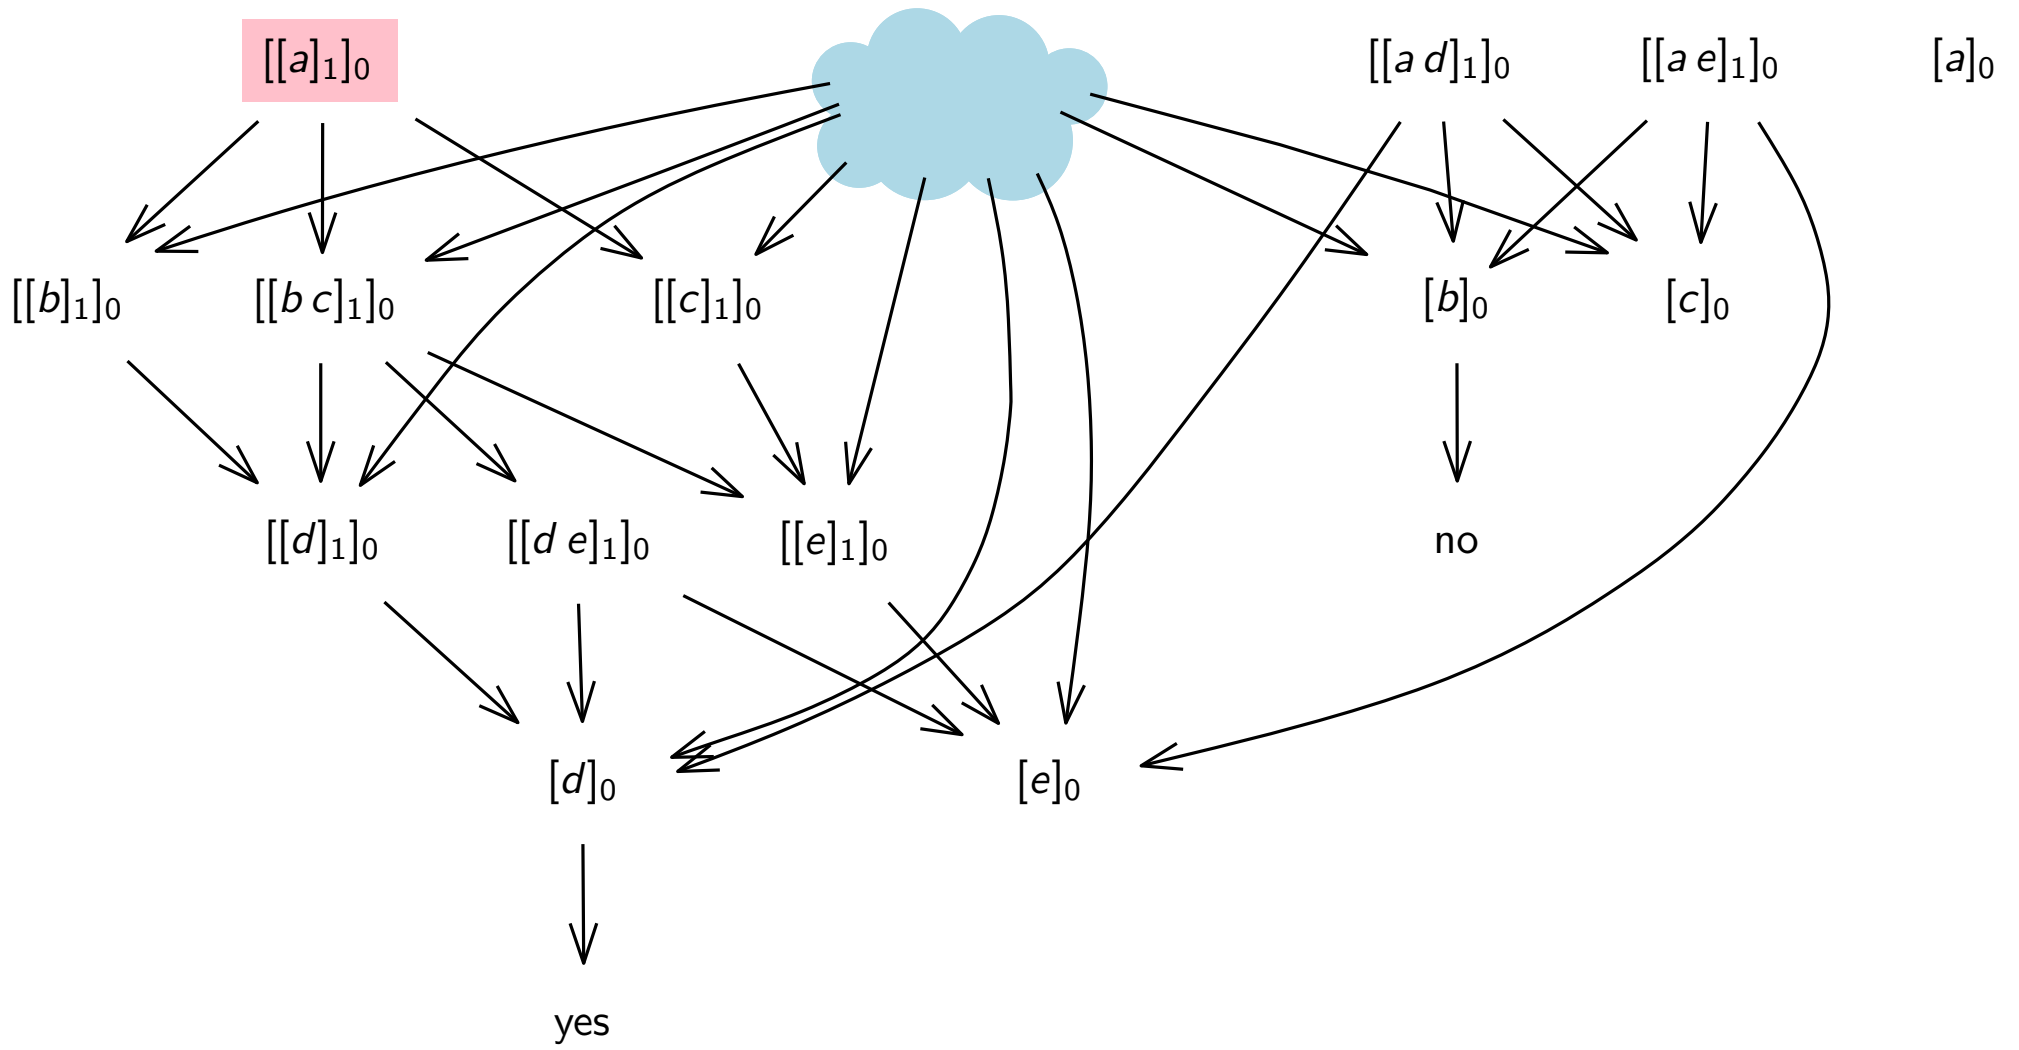 [[a]₁]₀ [[a d]₁]₀ [[a e]₁]₀ [a]₀
[[b]₁]₀ [[b c]₁]₀ [[c]₁]₀ [b]₀ [c]₀
[[d]₁]₀ [[d e]₁]₀ [[e]₁]₀ no
[d]₀ [e]₀
yes